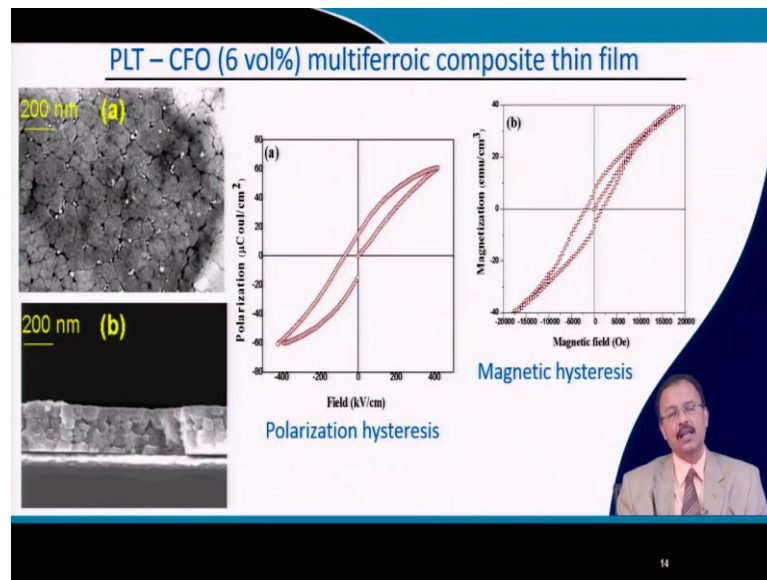 PLT – CFO (6 vol%) multiferroic composite thin film
200 nm (a)
200 nm (b)
(a)
Polarization (μC oul/cm²)
80
60
40
20
0
-20
-40
-60
-80
-400 -200 0 200 400
Field (kV/cm)
Polarization hysteresis
(b)
Magnetization (emu/cm³)
40
20
0
-20
-40
-20000 -15000 -10000 -5000 0 5000 10000 15000 20000
Magnetic field (Oe)
Magnetic hysteresis
14